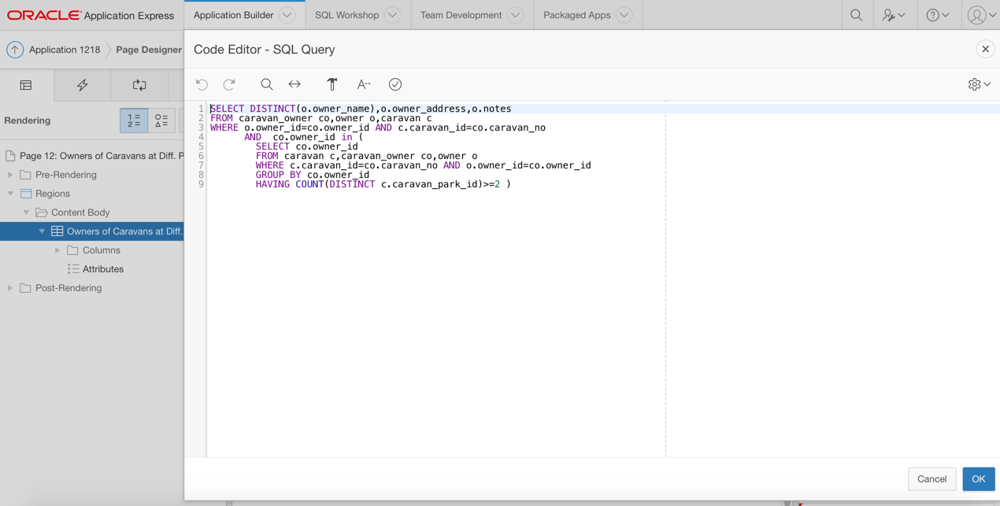 ORACLE Application Express
Application Builder
SQL Workshop
Team Development
Packaged Apps
Application 1218
Page Designer
Code Editor - SQL Query
Rendering
1 SELECT DISTINCT(o.owner_name),o.owner_address,o.notes
2 FROM caravan_owner co,owner o,caravan c
3 WHERE o.owner_id=co.owner_id AND c.caravan_id=co.caravan_no
4       AND  co.owner_id in (
5         SELECT co.owner_id
6         FROM caravan c,caravan_owner co,owner o
7         WHERE c.caravan_id=co.caravan_no AND o.owner_id=co.owner_id
8         GROUP BY co.owner_id
9         HAVING COUNT(DISTINCT c.caravan_park_id)>=2 )
Page 12: Owners of Caravans at Diff. P
Pre-Rendering
Regions
Content Body
Owners of Caravans at Diff.
Columns
Attributes
Post-Rendering
Cancel
OK